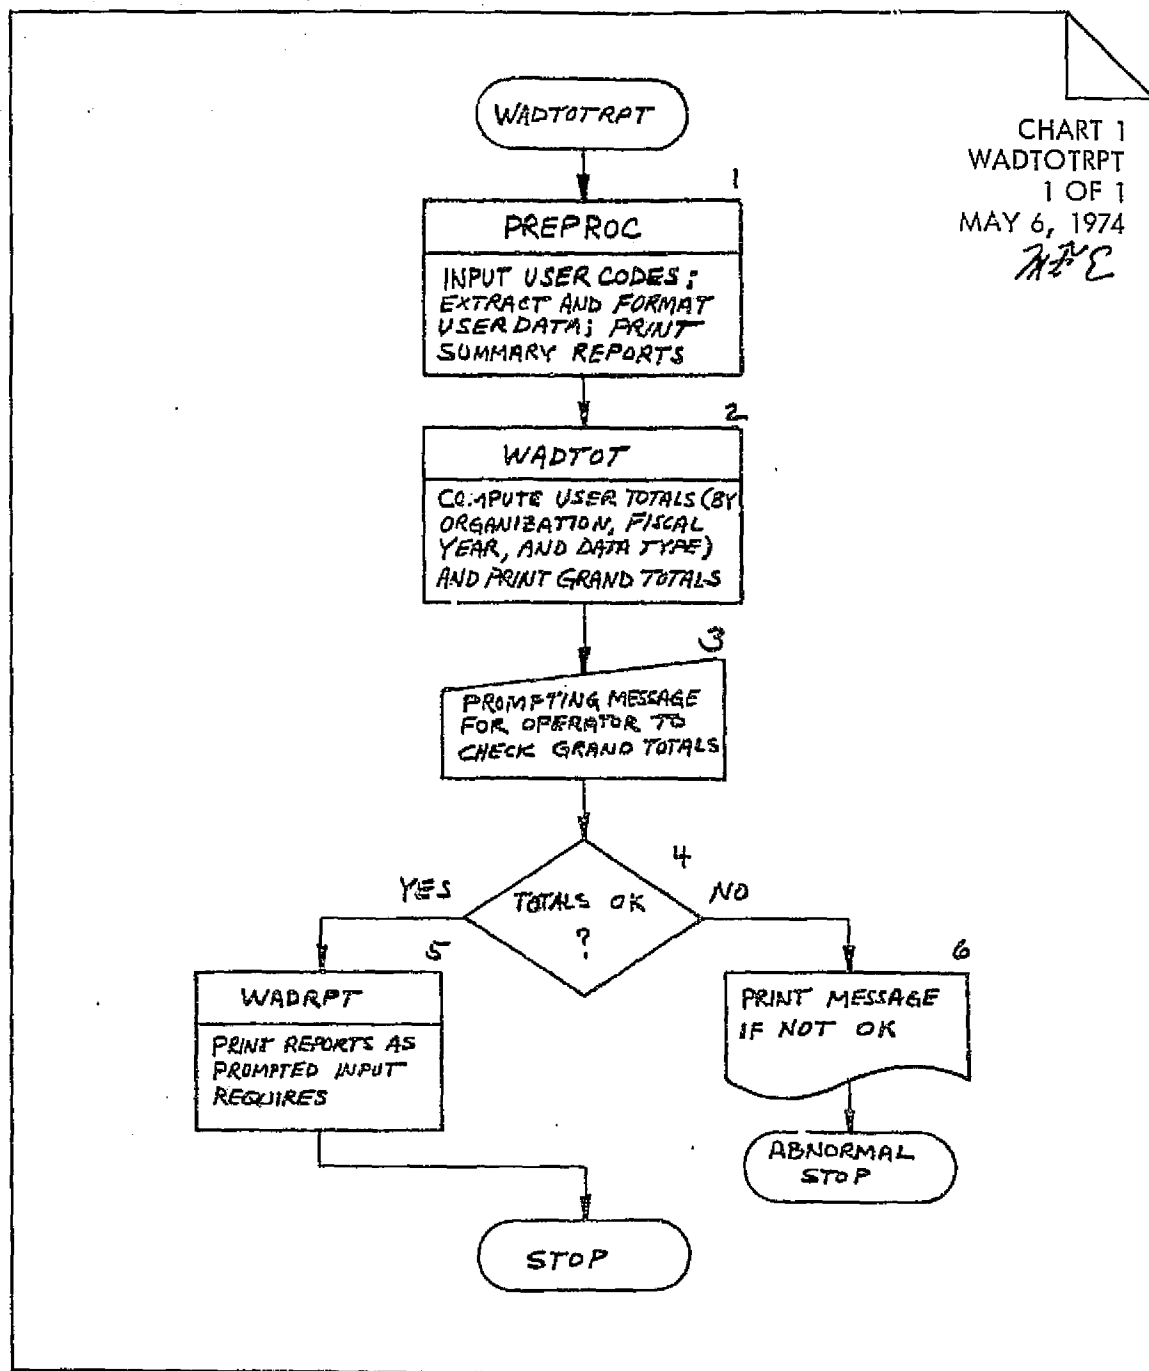 WADTOTRPT
CHART 1
WADTOTRPT
1 OF 1
MAY 6, 1974
1
PREPROC
INPUT USER CODES;
EXTRACT AND FORMAT
USER DATA; PRINT
SUMMARY REPORTS
2
WADTOT
COMPUTE USER TOTALS (BY
ORGANIZATION, FISCAL
YEAR, AND DATA TYPE)
AND PRINT GRAND TOTALS
3
PROMPTING MESSAGE
FOR OPERATOR TO
CHECK GRAND TOTALS
4
YES
TOTALS OK
?
NO
5
WADRPT
PRINT REPORTS AS
PROMPTED INPUT
REQUIRES
6
PRINT MESSAGE
IF NOT OK
ABNORMAL
STOP
STOP